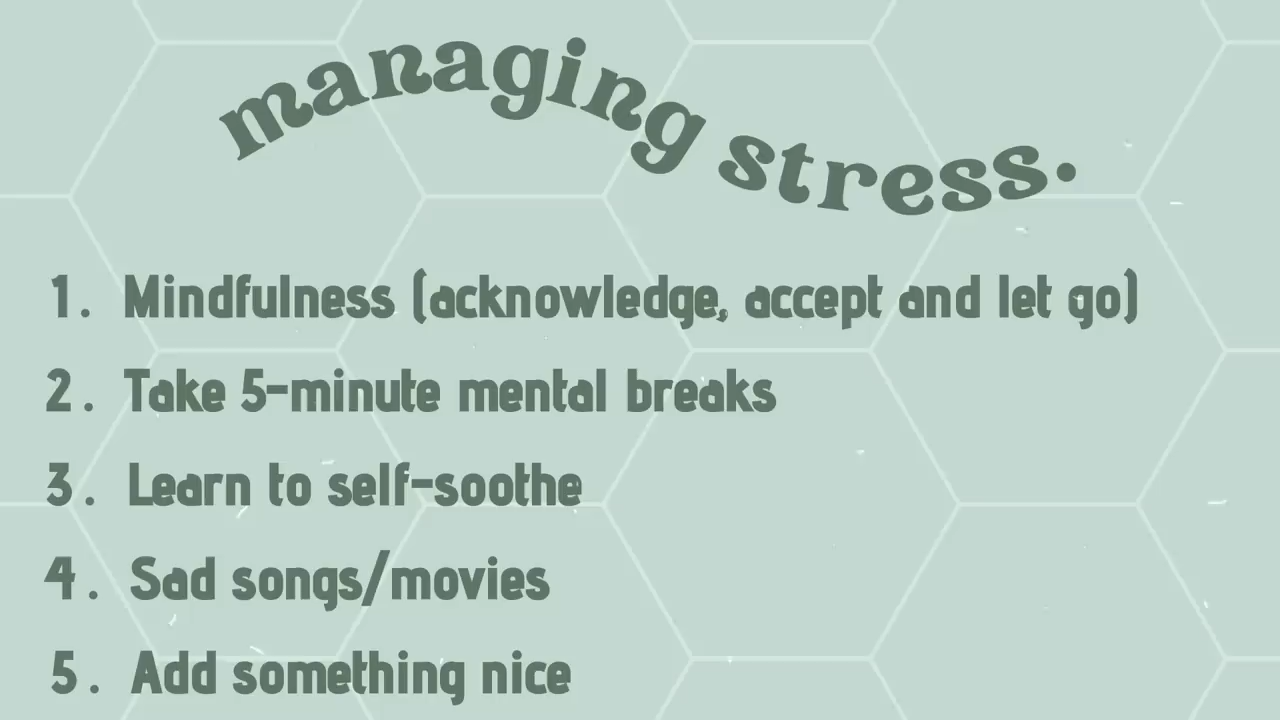 managing stress.
1. Mindfulness (acknowledge, accept and let go)
2. Take 5-minute mental breaks
3. Learn to self-soothe
4. Sad songs/movies
5. Add something nice